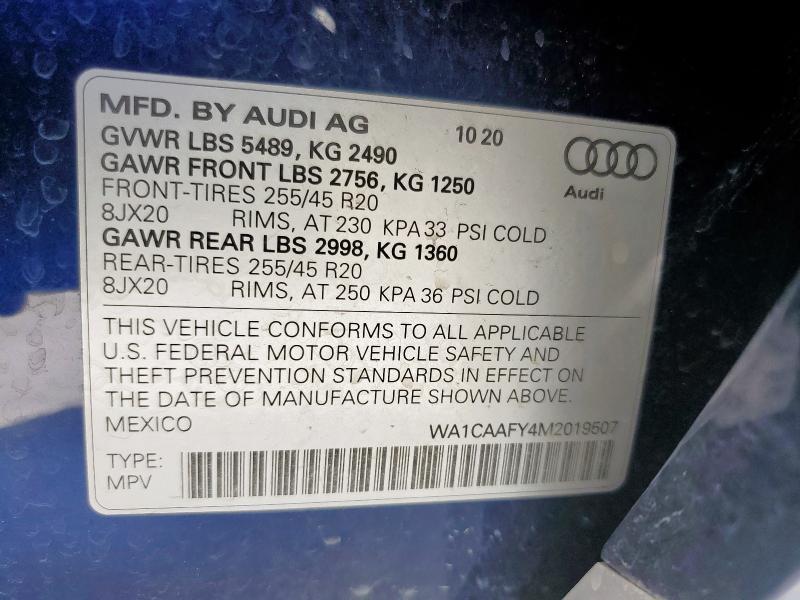 MFD. BY AUDI AG 10 20
GVWR LBS 5489, KG 2490
GAWR FRONT LBS 2756, KG 1250
FRONT-TIRES 255/45 R20
8JX20 RIMS, AT 230 KPA 33 PSI COLD
GAWR REAR LBS 2998, KG 1360
REAR-TIRES 255/45 R20
8JX20 RIMS, AT 250 KPA 36 PSI COLD
Audi
THIS VEHICLE CONFORMS TO ALL APPLICABLE
U.S. FEDERAL MOTOR VEHICLE SAFETY AND
THEFT PREVENTION STANDARDS IN EFFECT ON
THE DATE OF MANUFACTURE SHOWN ABOVE.
MEXICO WA1CAAFY4M2019507
TYPE:
MPV